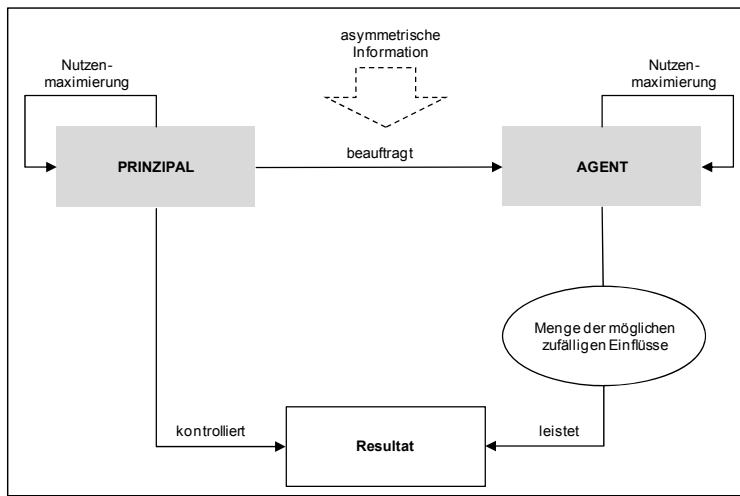 asymmetrische
Information
Nutzen-
maximierung
Nutzen-
maximierung
PRINZIPAL
beauftragt
AGENT
Menge der möglichen
zufälligen Einflüsse
kontrolliert
Resultat
leistet